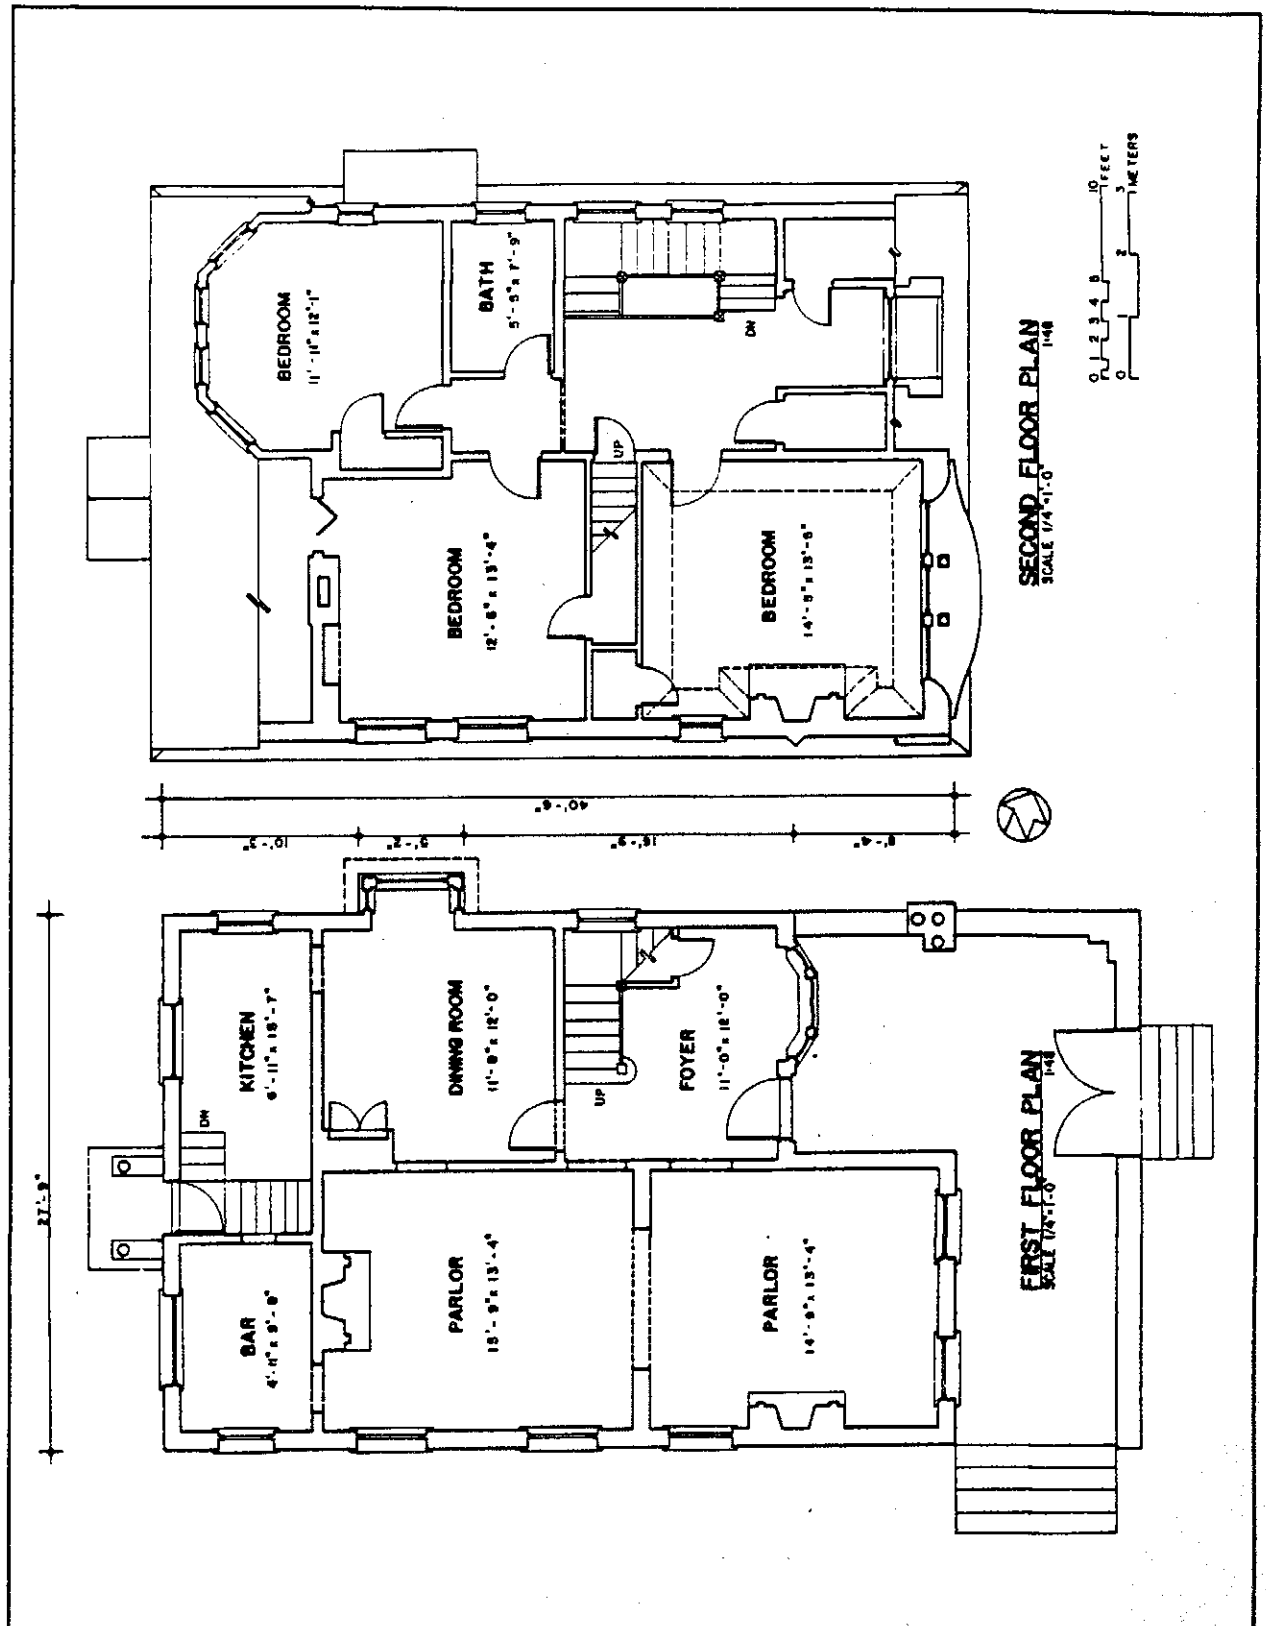 BEDROOM
11'-11" x 12'-1"
BATH
5'-5" x 7'-9"
DN
UP
BEDROOM
12'-6" x 13'-4"
BEDROOM
14'-5" x 13'-6"
SECOND FLOOR PLAN
SCALE 1/4"=1'-0" 1:48
0 1 2 3 4 5 10 FEET
0 1 2 3 METERS
40'-6"
10'-3"
5'-2"
8'-4"
27'-9"
KITCHEN
6'-11" x 15'-7"
DN
DINING ROOM
11'-9" x 12'-0"
UP
FOYER
11'-0" x 12'-0"
BAR
PARLOR
15'-9" x 13'-4"
PARLOR
14'-9" x 13'-4"
FIRST FLOOR PLAN
SCALE 1/4"=1'-0" 1:48